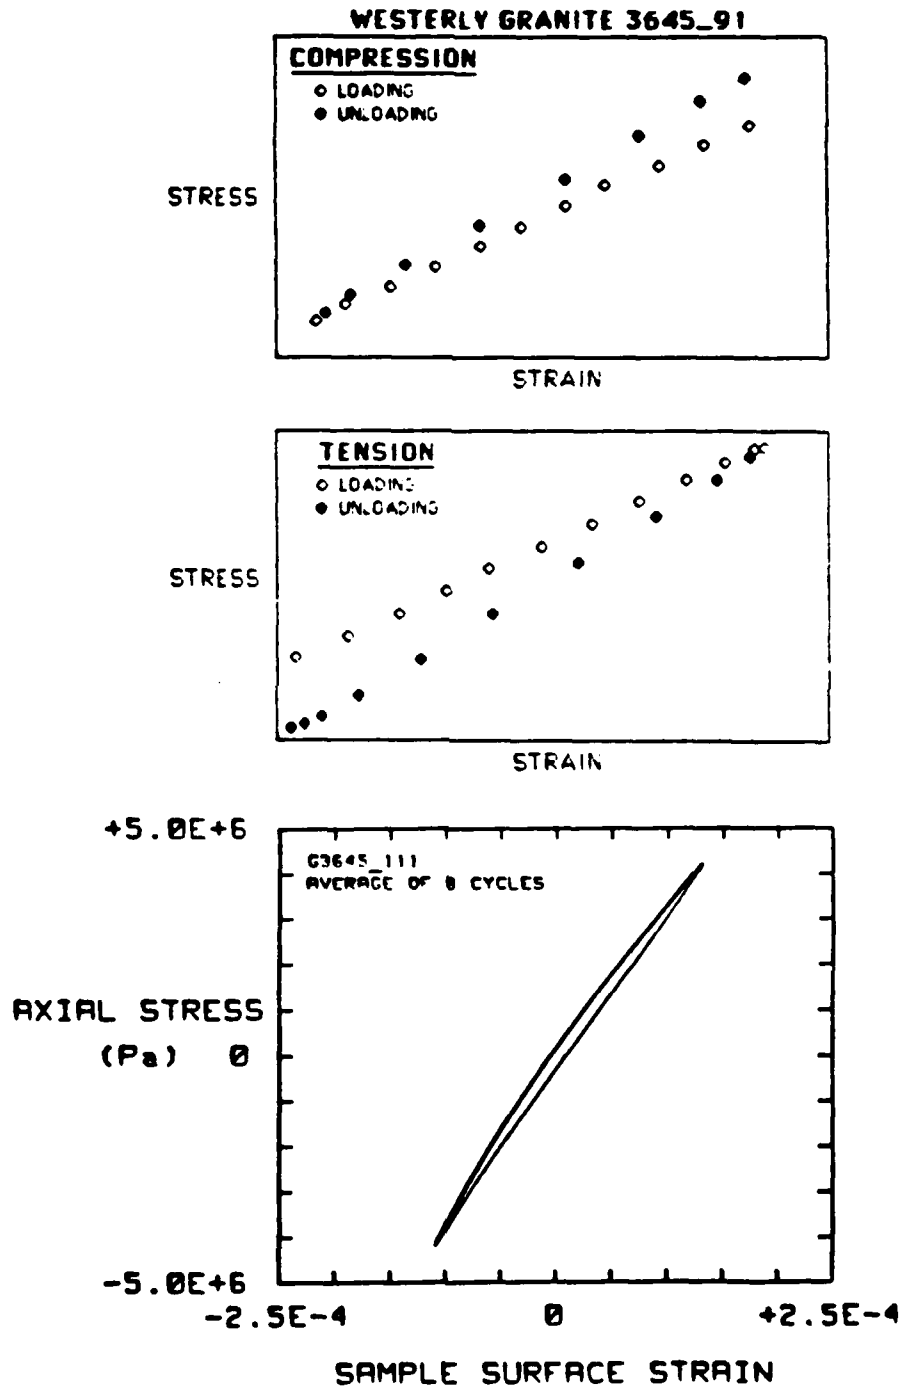 WESTERLY GRANITE 3645_91
COMPRESSION
LOADING
UNLOADING
STRESS
STRAIN
TENSION
LOADING
UNLOADING
STRESS
STRAIN
+5.0E+6
G3645_111
AVERAGE OF 8 CYCLES
AXIAL STRESS
(Pa) 0
-5.0E+6
-2.5E-4 0 +2.5E-4
SAMPLE SURFACE STRAIN